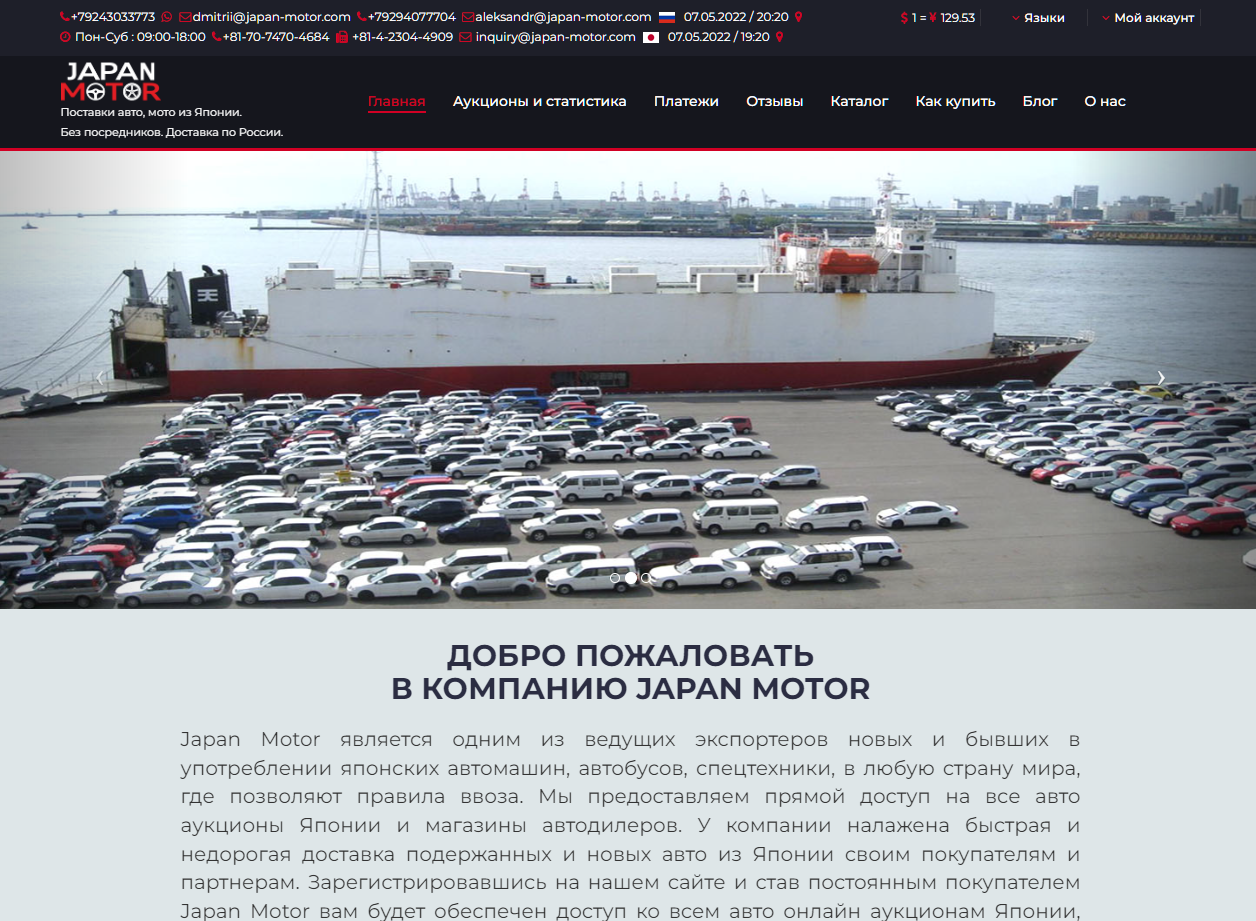 +79243033773 dmitrii@japan-motor.com +79294077704 aleksandr@japan-motor.com 07.05.2022 / 20:20
$ 1 = ¥ 129.53 Языки Мой аккаунт
Пон-Суб : 09:00-18:00 +81-70-7470-4684 +81-4-2304-4909 inquiry@japan-motor.com 07.05.2022 / 19:20
JAPAN
MOTOR
Поставки авто, мото из Японии.
Без посредников. Доставка по России.
Главная Аукционы и статистика Платежи Отзывы Каталог Как купить Блог О нас
ДОБРО ПОЖАЛОВАТЬ
В КОМПАНИЮ JAPAN MOTOR
Japan Motor является одним из ведущих экспортеров новых и бывших в
употреблении японских автомашин, автобусов, спецтехники, в любую страну мира,
где позволяют правила ввоза. Мы предоставляем прямой доступ на все авто
аукционы Японии и магазины автодилеров. У компании налажена быстрая и
недорогая доставка подержанных и новых авто из Японии своим покупателям и
партнерам. Зарегистрировавшись на нашем сайте и став постоянным покупателем
Japan Motor вам будет обеспечен доступ ко всем авто онлайн аукционам Японии,